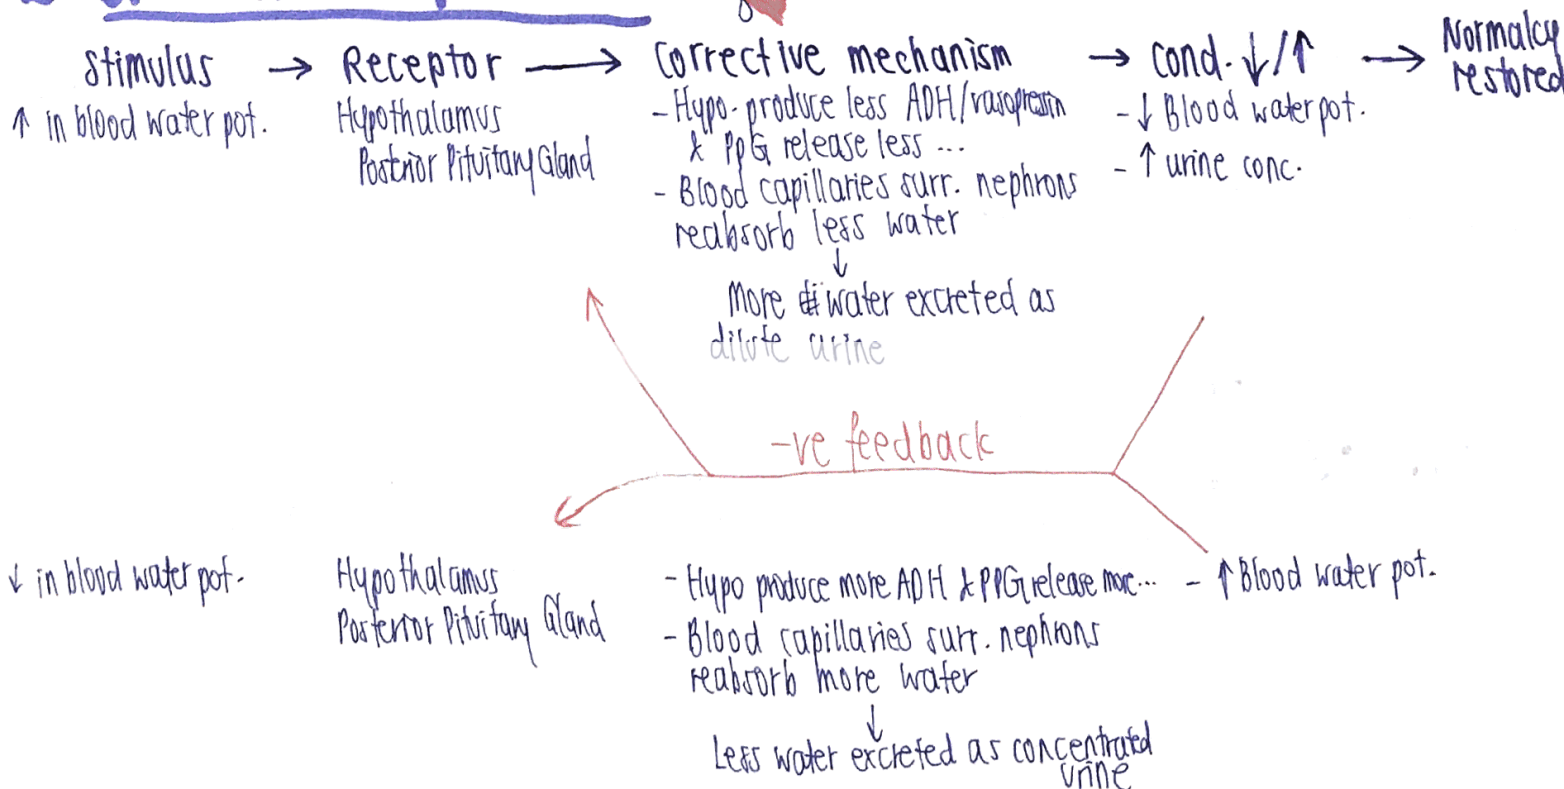 Stimulus → Receptor → Corrective mechanism → Cond. ↓/↑ → Normalcy restored
↑ in blood water pot.
Hypothalamus
Posterior Pituitary Gland
- Hypo. produce less ADH/vasopressin
& PPG release less ...
- Blood capillaries surr. nephrons
reabsorb less water
↓
More water excreted as
dilute urine
- ↓ Blood water pot.
- ↑ urine conc.
-ve feedback
↓ in blood water pot.
Hypothalamus
Posterior Pituitary Gland
- Hypo produce more ADH & PPG release more...
- Blood capillaries surr. nephrons
reabsorb more water
↓
Less water excreted as concentrated
urine
- ↑ Blood water pot.